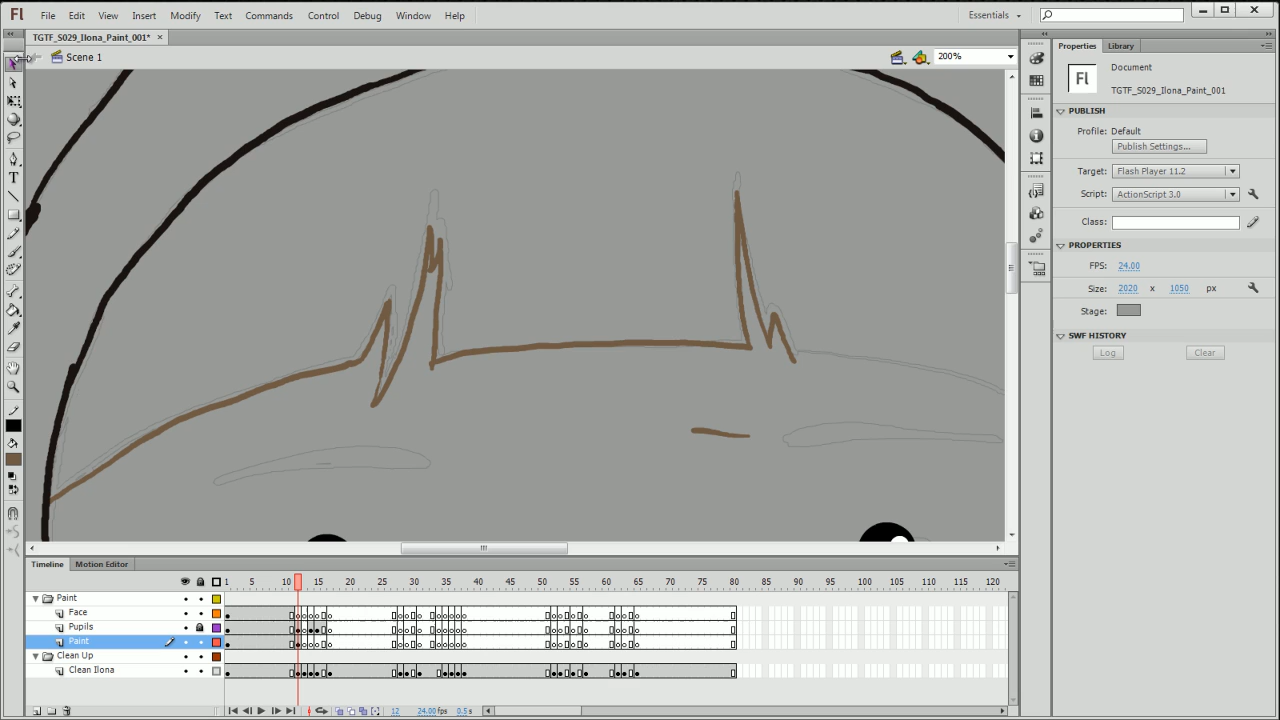 Fl File Edit View Insert Modify Text Commands Control Debug Window Help Essentials
TGTF_S029_Ilona_Paint_001* ×
Scene 1 200%
Properties Library
Fl Document
TGTF_S029_Ilona_Paint_001
PUBLISH
Profile: Default
Publish Settings...
Target: Flash Player 11.2
Script: ActionScript 3.0
Class:
PROPERTIES
FPS: 24.00
Size: 2020 x 1050 px
Stage:
SWF HISTORY
Log Clear
Timeline Motion Editor
1 5 10 15 20 25 30 35 40 45 50 55 60 65 70 75 80 85 90 95 100 105 110 115 120
Paint
Face
Pupils
Paint
Clean Up
Clean Ilona
12 24.00fps 0.5s